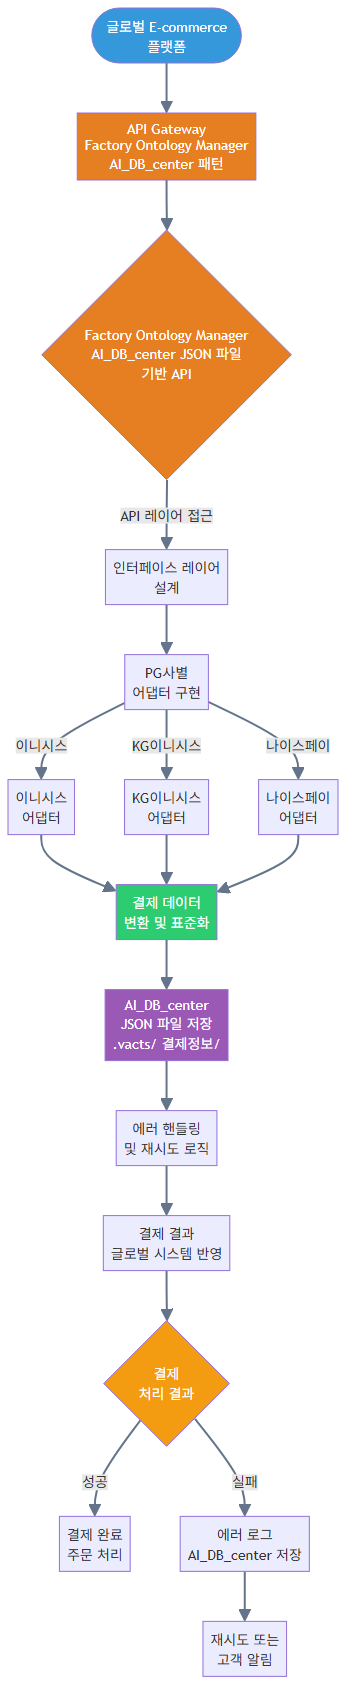 글로벌 E-commerce
플랫폼
API Gateway
Factory Ontology Manager
AI_DB_center 패턴
Factory Ontology Manager
AI_DB_center JSON 파일
기반 API
API 레이어 접근
인터페이스 레이어
설계
PG사별
어댑터 구현
이니시스
KG이니시스
나이스페이
이니시스
어댑터
KG이니시스
어댑터
나이스페이
어댑터
결제 데이터
변환 및 표준화
AI_DB_center
JSON 파일 저장
.vacts/ 결제정보/
에러 핸들링
및 재시도 로직
결제 결과
글로벌 시스템 반영
결제
처리 결과
성공
실패
결제 완료
주문 처리
에러 로그
AI_DB_center 저장
재시도 또는
고객 알림